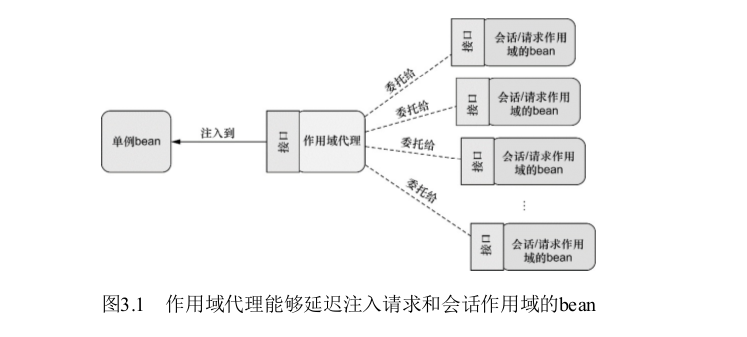 接口
会话/请求作用
域的bean
委托给
接口
会话/请求作用
域的bean
委托给
单例bean
注入到
接口
作用域代理
委托给
接口
会话/请求作用
域的bean
委托给
...
接口
会话/请求作用
域的bean
图3.1 作用域代理能够延迟注入请求和会话作用域的bean